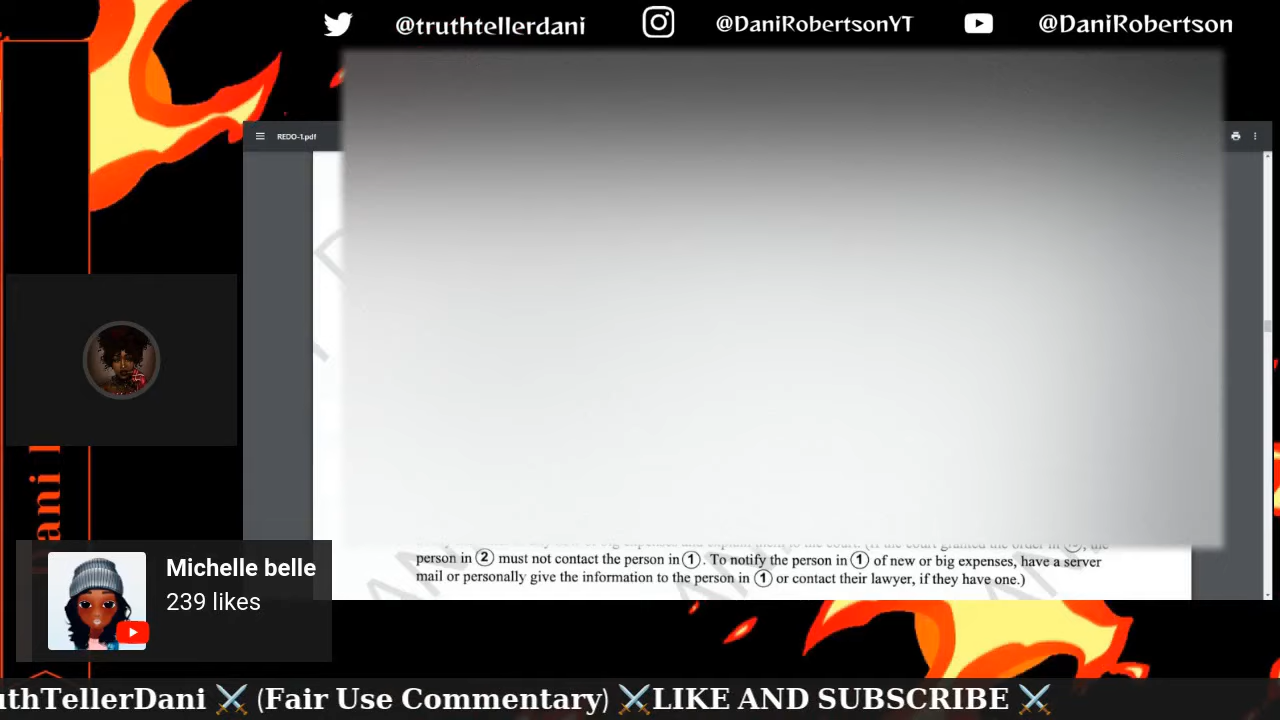 @truthtellerdani
@DaniRobertsonYT
@DaniRobertson
REDO-1.pdf
person in 2 must not contact the person in 1. To notify the person in 1 of new or big expenses, have a server
mail or personally give the information to the person in 1 or contact their lawyer, if they have one.)
ani
Michelle belle
239 likes
uthTellerDani ⚔️ (Fair Use Commentary) ⚔️LIKE AND SUBSCRIBE ⚔️